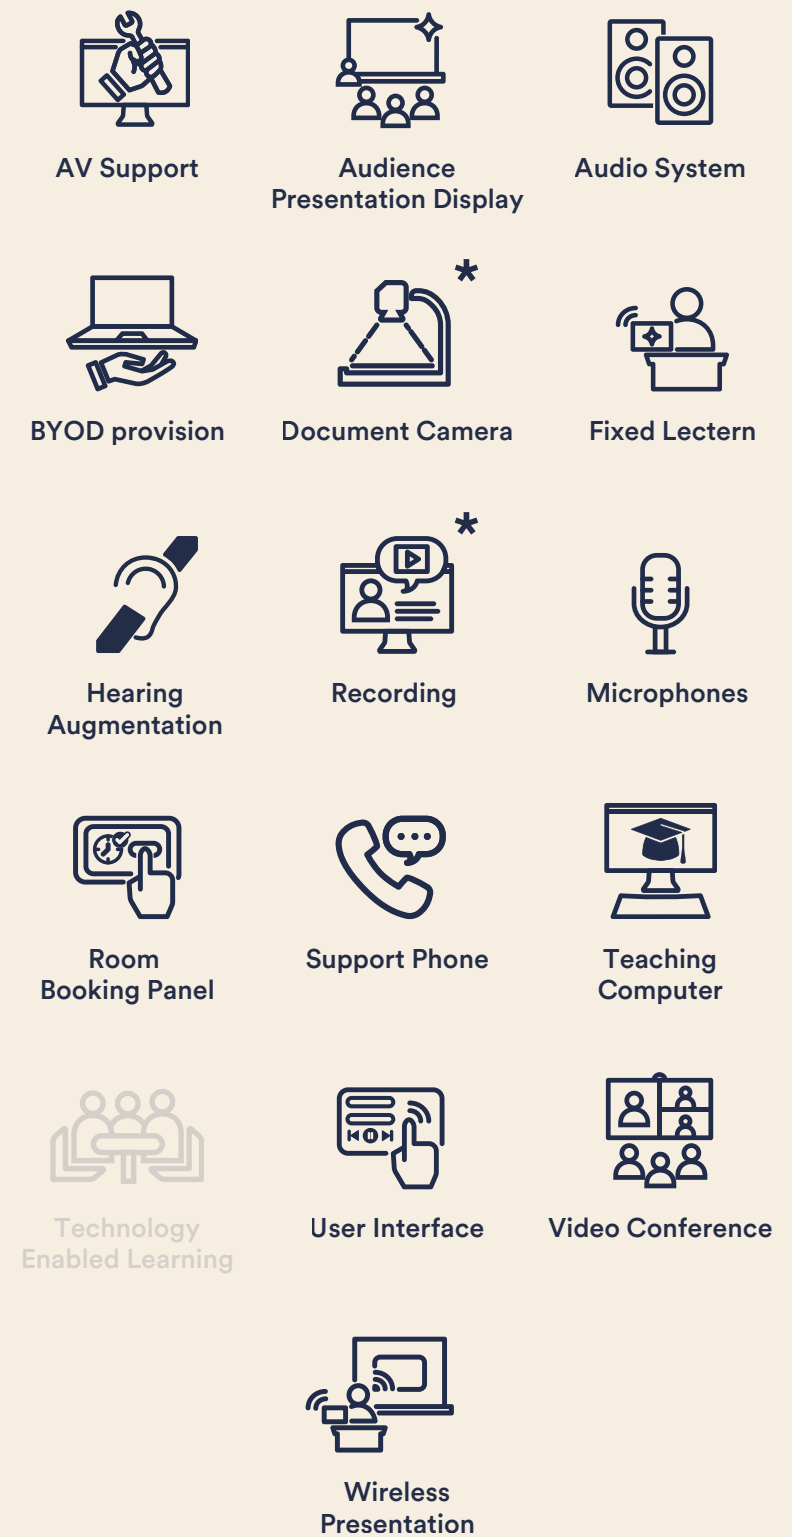 AV Support
Audience
Presentation Display
Audio System
*
BYOD provision
Document Camera
Fixed Lectern
*
Hearing
Augmentation
Recording
Microphones
Room
Booking Panel
Support Phone
Teaching
Computer
Technology
Enabled Learning
User Interface
Video Conference
Wireless
Presentation